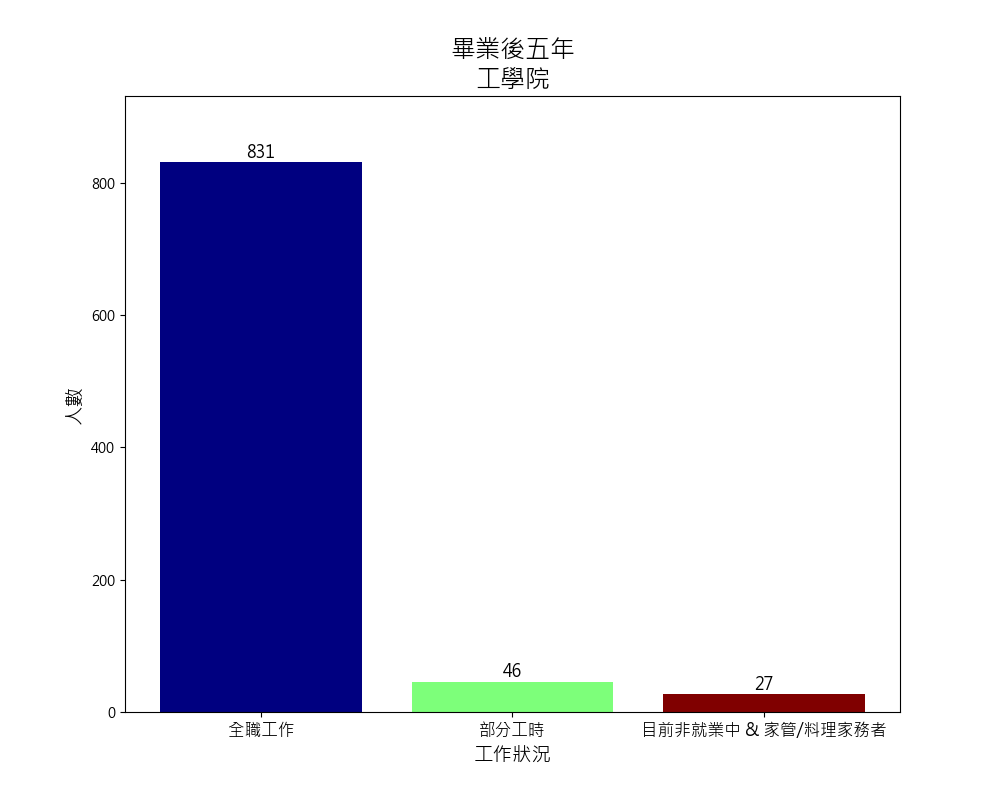 畢業後五年
工學院
831
46
27
800
600
400
200
0
人數
全職工作
部分工時
目前非就業中 & 家管/料理家務者
工作狀況